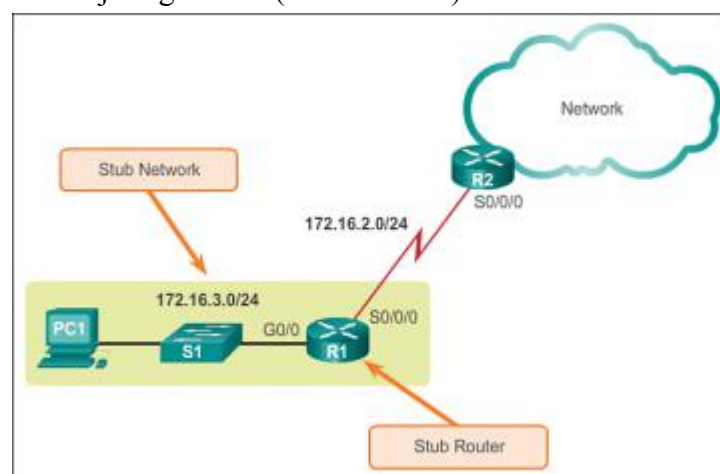 Network
Stub Network
R2
S0/0/0
172.16.2.0/24
172.16.3.0/24
PC1
S1
G0/0
R1
S0/0/0
Stub Router